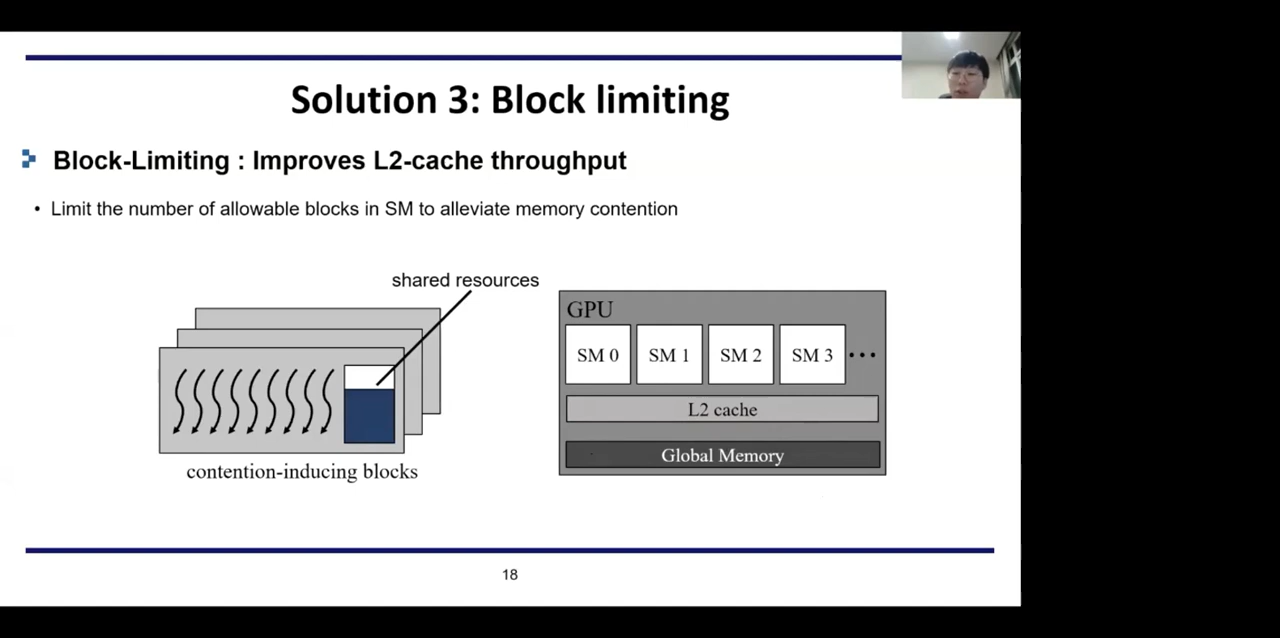 Solution 3: Block limiting
Block-Limiting : Improves L2-cache throughput
• Limit the number of allowable blocks in SM to alleviate memory contention
shared resources
contention-inducing blocks
GPU
SM 0
SM 1
SM 2
SM 3
•••
L2 cache
Global Memory
18